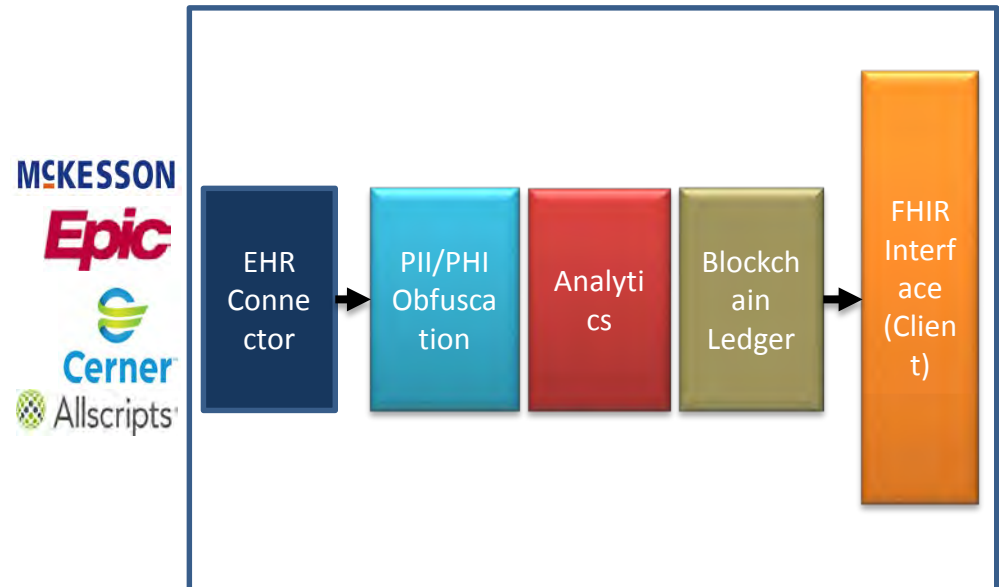 McKESSON
Epic
Cerner™
Allscripts
EHR
Conne
ctor
PII/PHI
Obfusca
tion
Analyti
cs
Blockch
ain
Ledger
FHIR
Interf
ace
(Clien
t)